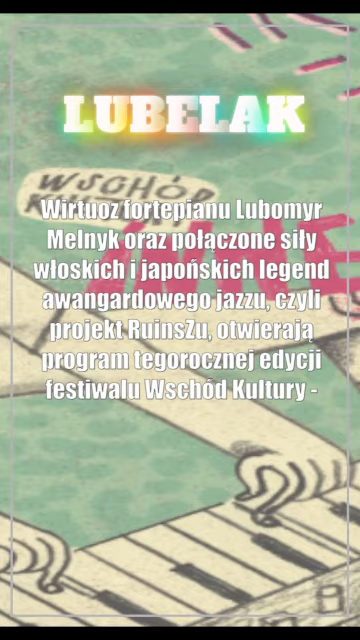 LUBELAK
WSCHÓD
Wirtuoz fortepianu Lubomyr
Melnyk oraz połączone siły
włoskich i japońskich legend
awangardowego jazzu, czyli
projekt RuinsZu, otwierają
program tegorocznej edycji
festiwalu Wschód Kultury -